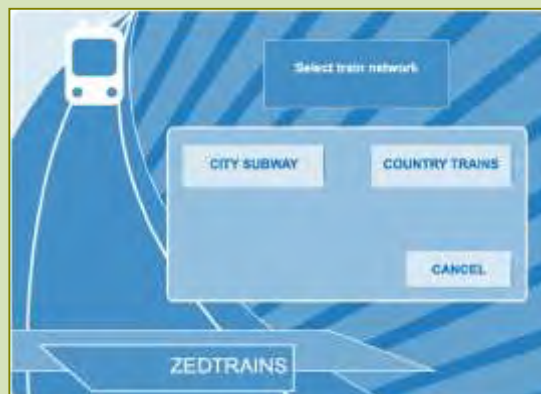 Select train network
CITY SUBWAY
COUNTRY TRAINS
CANCEL
ZEDTRAINS